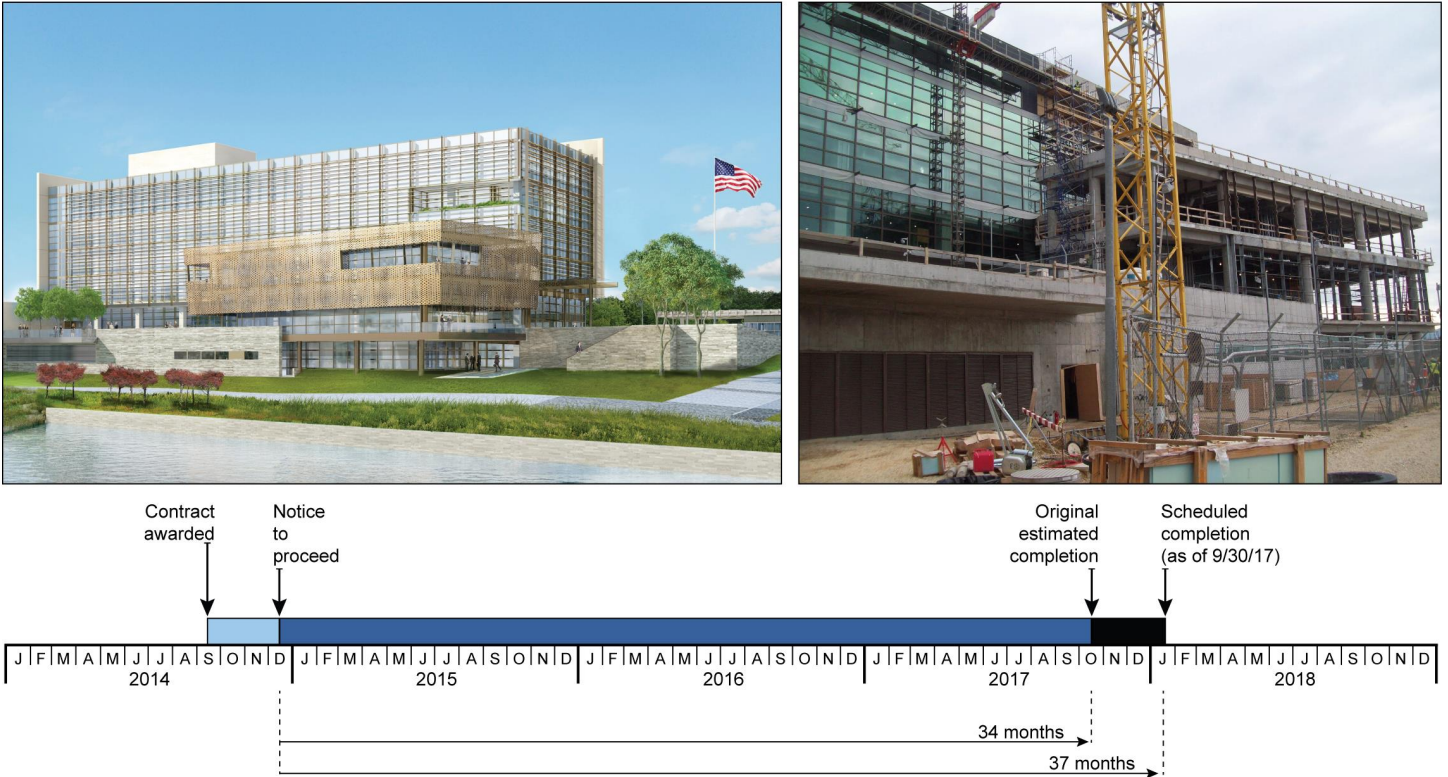 Contract
awarded
Notice
to
proceed
Original
estimated
completion
Scheduled
completion
(as of 9/30/17)
J F M A M J J A S O N D J F M A M J J A S O N D J F M A M J J A S O N D J F M A M J J A S O N D J F M A M J J A S O N D
2014 2015 2016 2017 2018
34 months
37 months